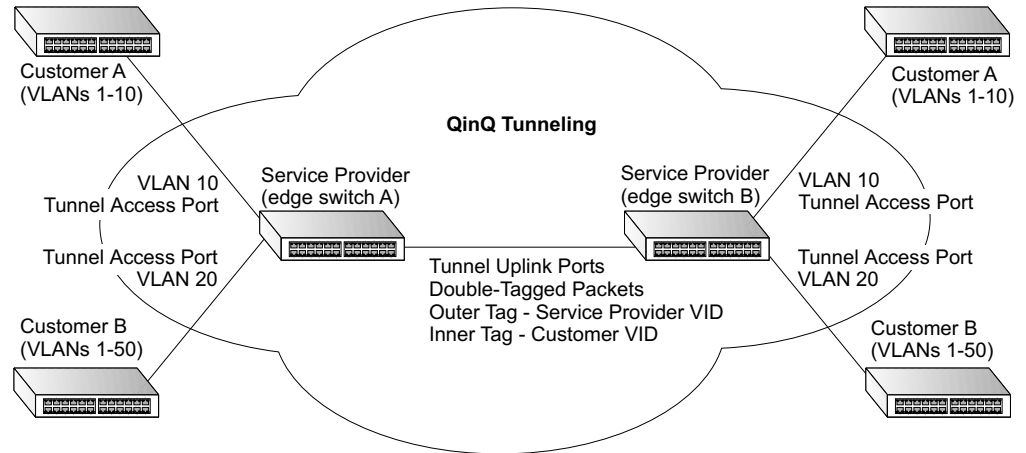 Customer A
(VLANs 1-10)
Customer A
(VLANs 1-10)
QinQ Tunneling
Service Provider
(edge switch A)
Service Provider
(edge switch B)
VLAN 10
Tunnel Access Port
VLAN 10
Tunnel Access Port
Tunnel Access Port
VLAN 20
Tunnel Uplink Ports
Double-Tagged Packets
Outer Tag - Service Provider VID
Inner Tag - Customer VID
Tunnel Access Port
VLAN 20
Customer B
(VLANs 1-50)
Customer B
(VLANs 1-50)